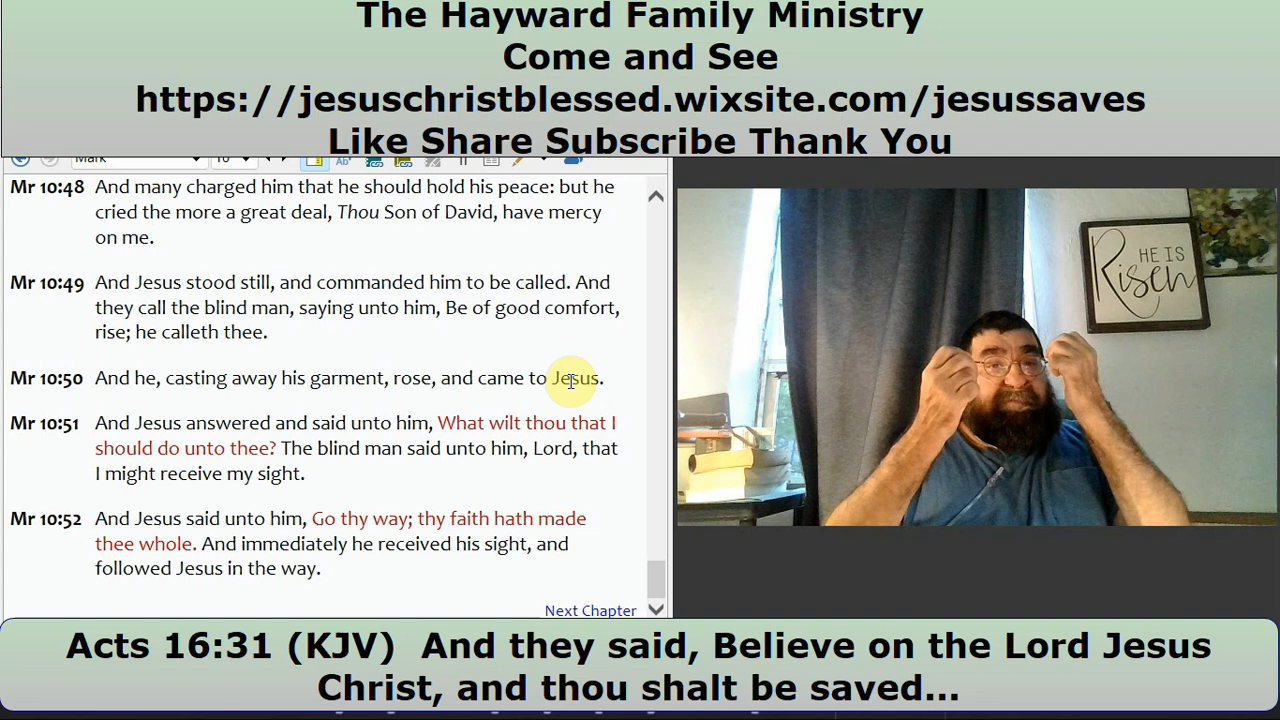 The Hayward Family Ministry
Come and See
https://jesuschristblessed.wixsite.com/jesussaves
Like Share Subscribe Thank You
Mark
Mr 10:48 And many charged him that he should hold his peace: but he
cried the more a great deal, Thou Son of David, have mercy
on me.
Mr 10:49 And Jesus stood still, and commanded him to be called. And
they call the blind man, saying unto him, Be of good comfort,
rise; he calleth thee.
Mr 10:50 And he, casting away his garment, rose, and came to Jesus.
Mr 10:51 And Jesus answered and said unto him, What wilt thou that I
should do unto thee? The blind man said unto him, Lord, that
I might receive my sight.
Mr 10:52 And Jesus said unto him, Go thy way; thy faith hath made
thee whole. And immediately he received his sight, and
followed Jesus in the way.
Next Chapter
HE IS
Risen
Acts 16:31 (KJV) And they said, Believe on the Lord Jesus
Christ, and thou shalt be saved...